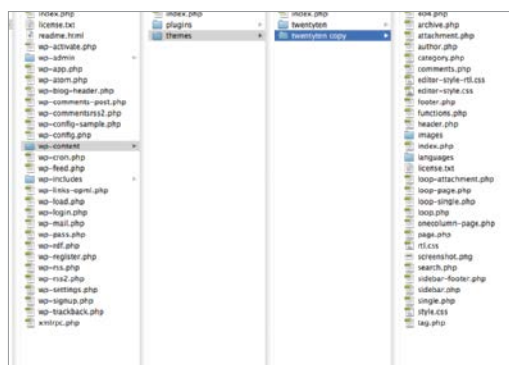 index.php
license.txt
readme.html
wp-activate.php
wp-admin
wp-app.php
wp-atom.php
wp-blog-header.php
wp-comments-post.php
wp-commentsrss2.php
wp-config-sample.php
wp-config.php
wp-content
wp-cron.php
wp-feed.php
wp-includes
wp-links-opml.php
wp-load.php
wp-login.php
wp-mail.php
wp-pass.php
wp-rdf.php
wp-register.php
wp-rss.php
wp-rss2.php
wp-settings.php
wp-signup.php
wp-trackback.php
xmlrpc.php
index.php
plugins
themes
index.php
twentyten
twentyten copy
404.php
archive.php
attachment.php
author.php
category.php
comments.php
editor-style-rtl.css
editor-style.css
footer.php
functions.php
header.php
images
index.php
languages
license.txt
loop-attachment.php
loop-page.php
loop-single.php
loop.php
onecolumn-page.php
page.php
rtl.css
screenshot.png
search.php
sidebar-footer.php
sidebar.php
single.php
style.css
tag.php